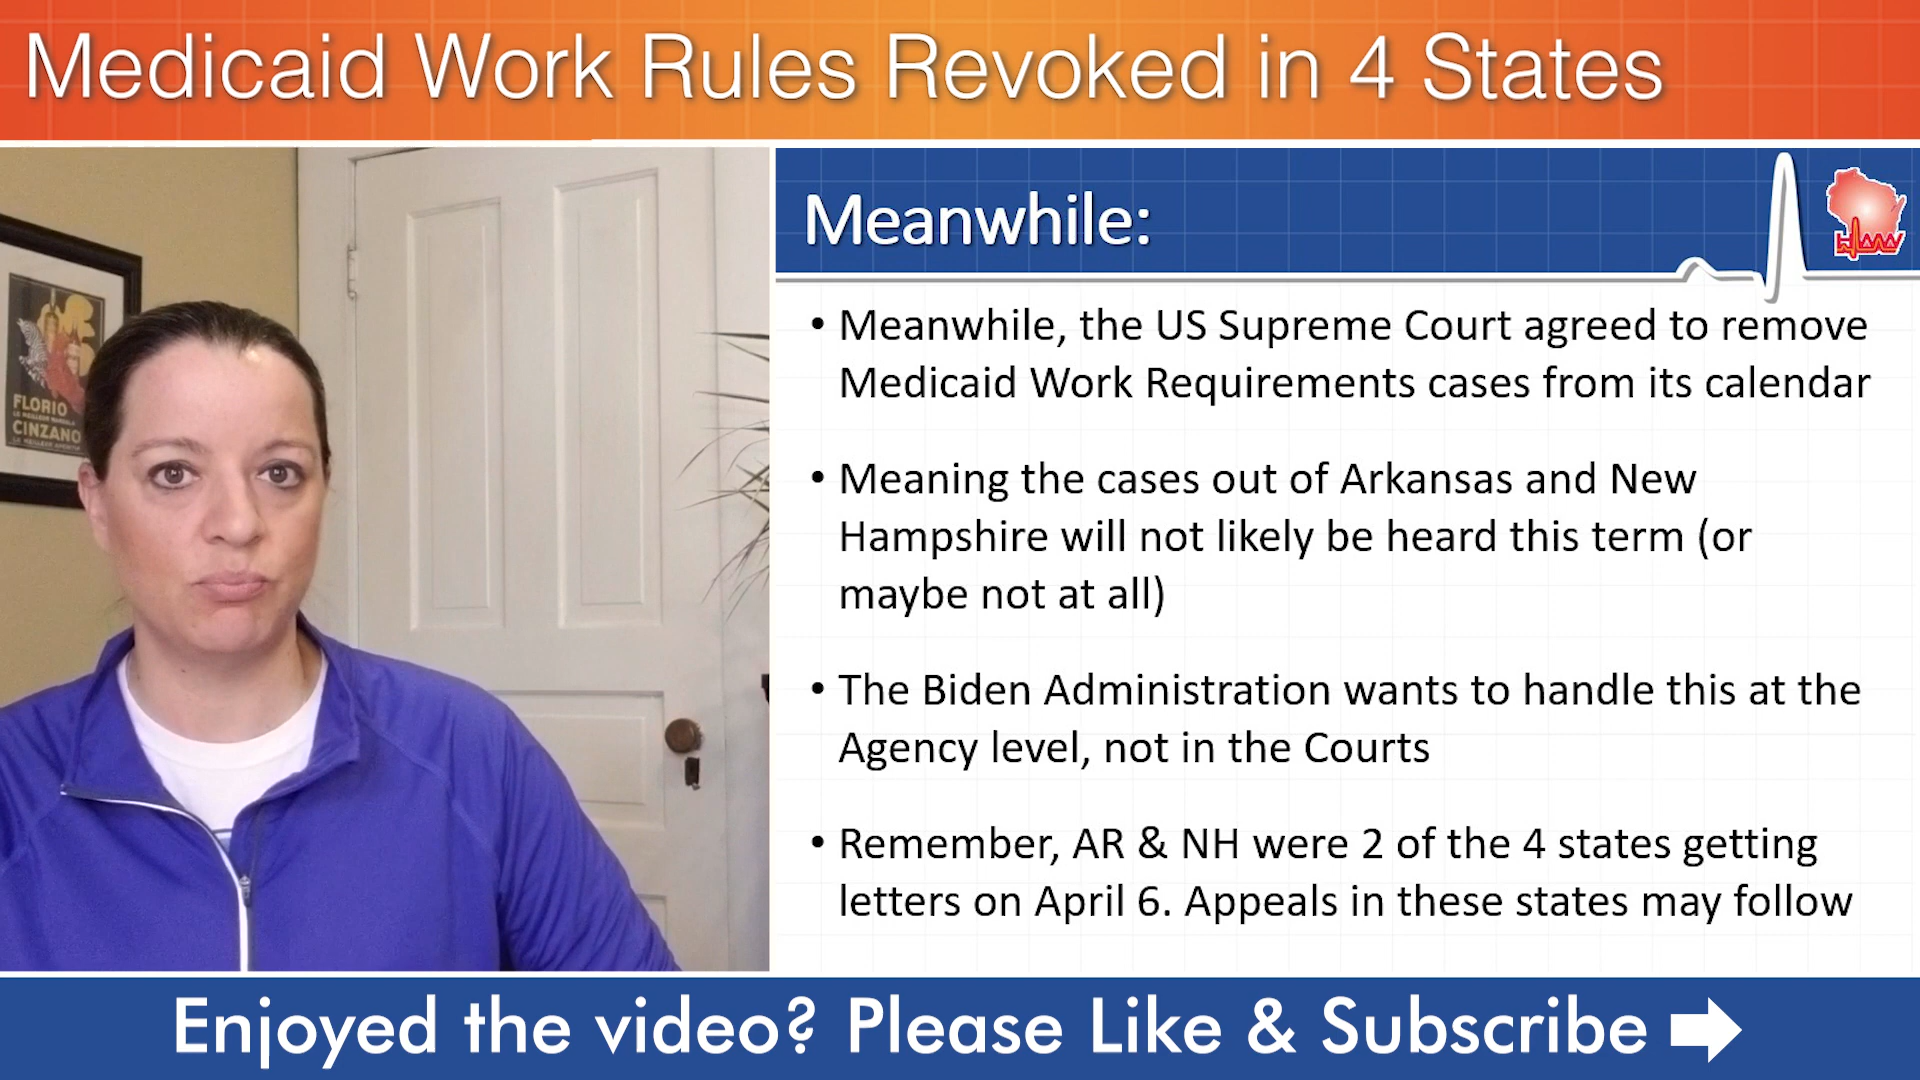 Medicaid Work Rules Revoked in 4 States
FLORIO
CINZANO
Meanwhile:
• Meanwhile, the US Supreme Court agreed to remove
Medicaid Work Requirements cases from its calendar
• Meaning the cases out of Arkansas and New
Hampshire will not likely be heard this term (or
maybe not at all)
• The Biden Administration wants to handle this at the
Agency level, not in the Courts
• Remember, AR & NH were 2 of the 4 states getting
letters on April 6. Appeals in these states may follow
Enjoyed the video? Please Like & Subscribe